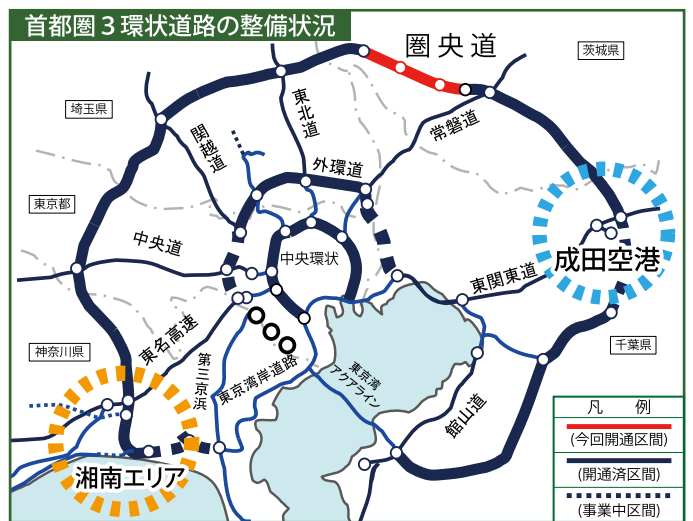 首都圏３環状道路の整備状況
圏央道
茨城県
埼玉県
東北道
関越道
常磐道
外環道
東京都
中央道
中央環状
成田空港
東関東道
東名高速
神奈川県
第三京浜
東京湾岸道路
東京湾
アクアライン
千葉県
館山道
湘南エリア
凡 例
(今回開通区間)
(開通済区間)
(事業中区間)